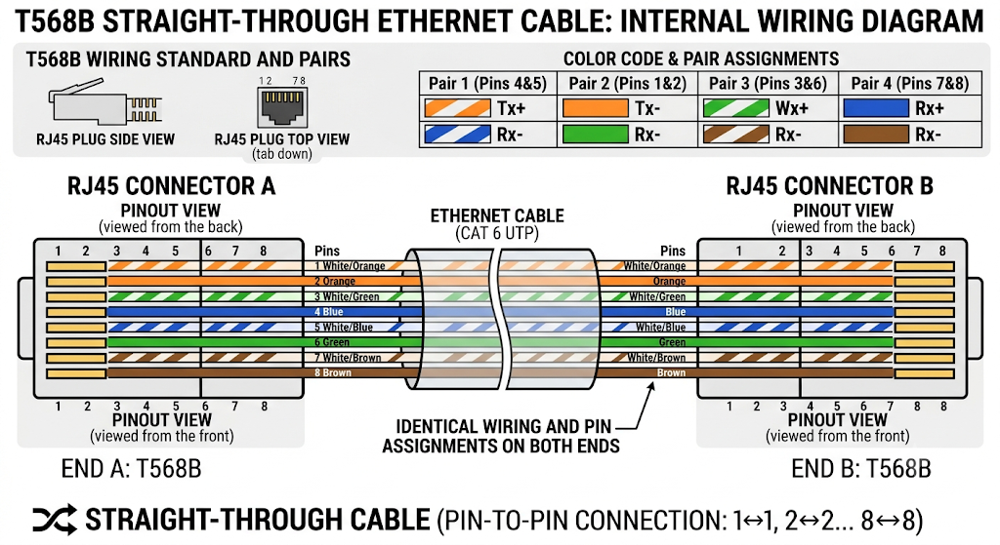 T568B STRAIGHT-THROUGH ETHERNET CABLE: INTERNAL WIRING DIAGRAM
T568B WIRING STANDARD AND PAIRS
1 2 7 8
RJ45 PLUG SIDE VIEW
RJ45 PLUG TOP VIEW
(tab down)
COLOR CODE & PAIR ASSIGNMENTS
Pair 1 (Pins 4&5) Pair 2 (Pins 1&2) Pair 3 (Pins 3&6) Pair 4 (Pins 7&8)
Tx+ Tx- Wx+ Rx+
Rx- Rx- Rx- Rx-
RJ45 CONNECTOR A
PINOUT VIEW
(viewed from the back)
1 2 3 4 5 6 7 8
Pins
1 White/Orange
2 Orange
3 White/Green
4 Blue
5 White/Blue
6 Green
7 White/Brown
8 Brown
1 2 3 4 5 6 7 8
PINOUT VIEW
(viewed from the front)
END A: T568B
ETHERNET CABLE
(CAT 6 UTP)
RJ45 CONNECTOR B
PINOUT VIEW
(viewed from the back)
Pins
1 2 3 4 5 6 7 8
White/Orange
Orange
White/Green
Blue
White/Blue
Green
White/Brown
Brown
1 2 3 4 5 6 7 8 8
PINOUT VIEW
(viewed from the front)
END B: T568B
IDENTICAL WIRING AND PIN
ASSIGNMENTS ON BOTH ENDS
STRAIGHT-THROUGH CABLE (PIN-TO-PIN CONNECTION: 1↔1, 2↔2... 8↔8)